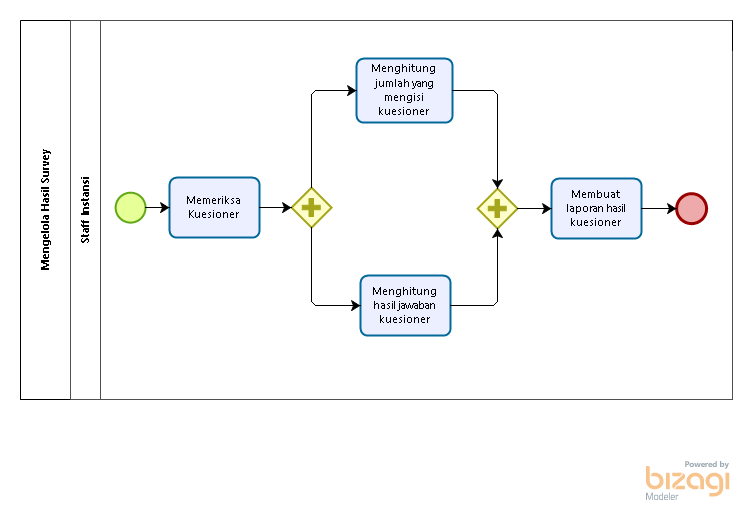 Mengelola Hasil Survey
Staff Instansi
Memeriksa
Kuesioner
Menghitung
jumlah yang
mengisi
kuesioner
Menghitung
hasil jawaban
kuesioner
Membuat
laporan hasil
kuesioner
Powered by
bizagi
Modeler